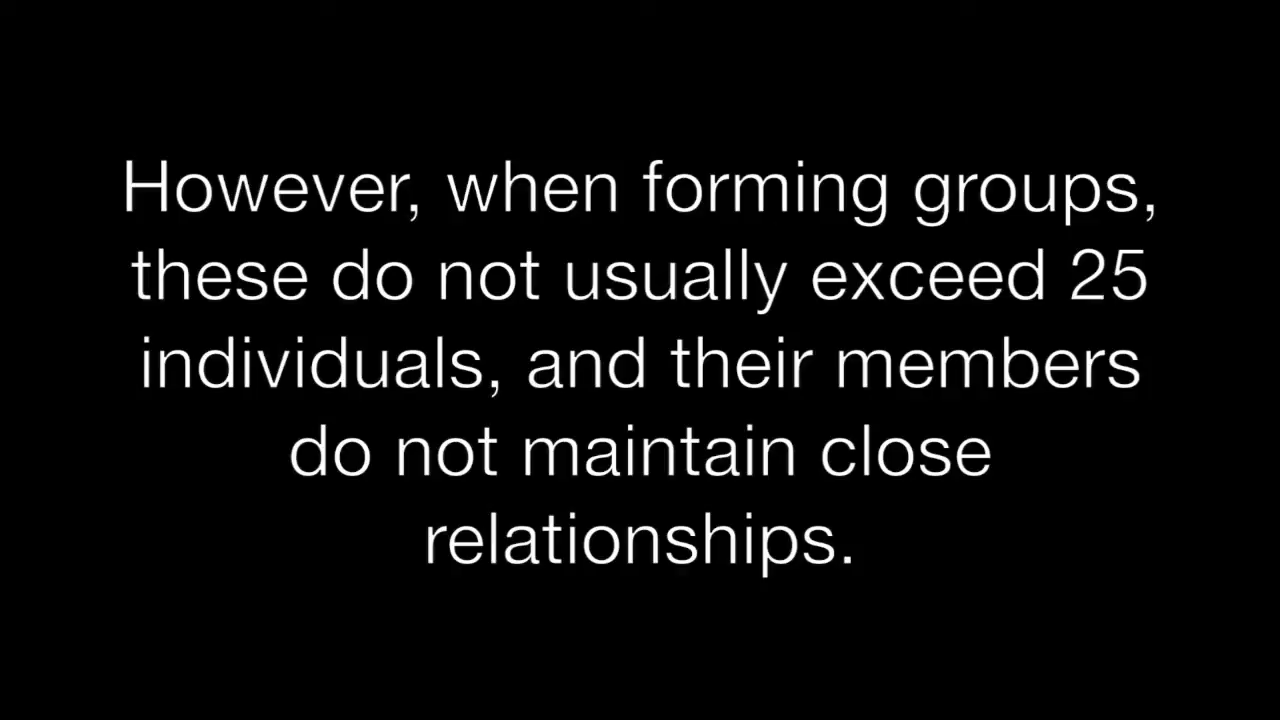 However, when forming groups,
these do not usually exceed 25
individuals, and their members
do not maintain close
relationships.